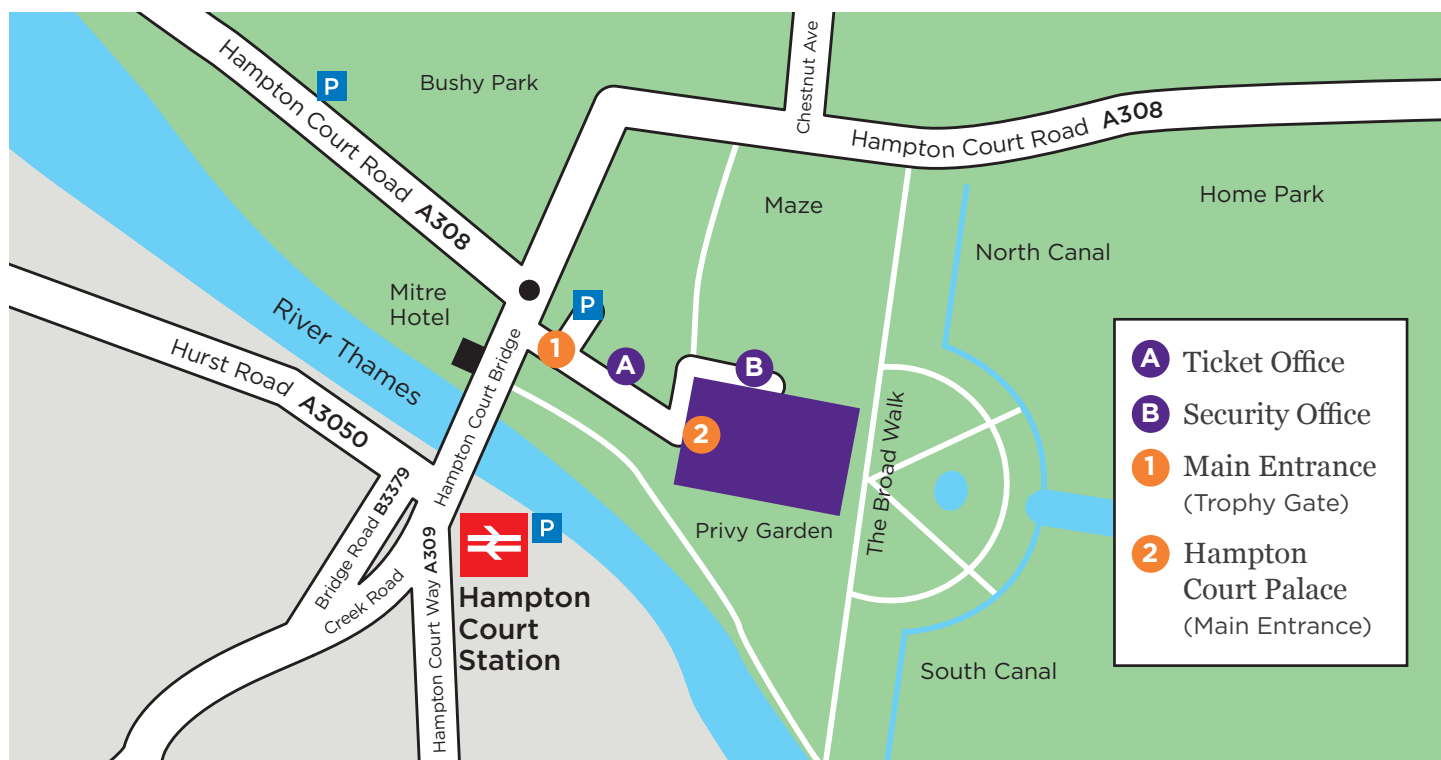 Hampton Court Road A308
P
Bushy Park
Chestnut Ave
Hampton Court Road A308
Maze
Home Park
North Canal
Mitre
Hotel
P
River Thames
Hurst Road A3050
Hampton Court Bridge
1
A
B
2
The Broad Walk
Privy Garden
Bridge Road B3379
Creek Road
Hampton Court Way A309
P
Hampton
Court
Station
South Canal
A Ticket Office
B Security Office
1 Main Entrance
(Trophy Gate)
2 Hampton
Court Palace
(Main Entrance)